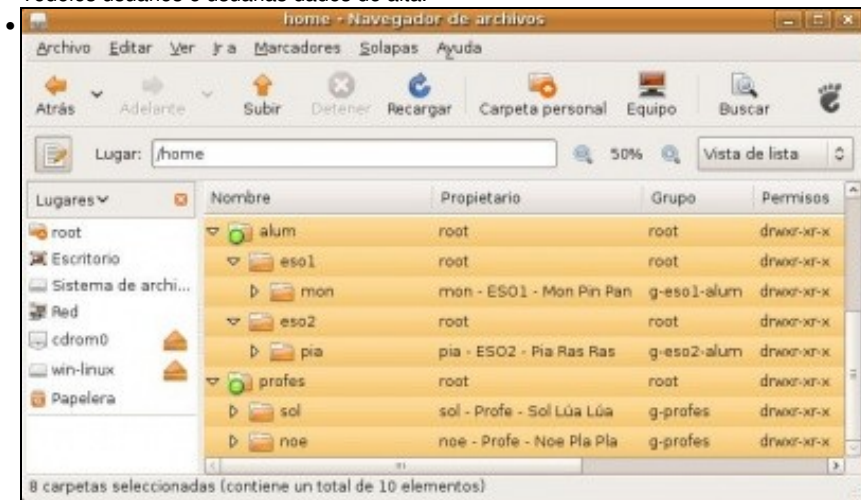 home - Navegador de archivos
Archivo Editar Ver Ir a Marcadores Solapas Ayuda
Atrás Adelante Subir Detener Recargar Carpeta personal Equipo Buscar
Lugar: /home 50% Vista de lista
Lugares Nombre Propietario Grupo Permisos
root alum root root drwxr-xr-x
Escritorio eso1 root root drwxr-xr-x
Sistema de archi... mon mon - ESO1 - Mon Pin Pan g-eso1-alum drwxr-xr-x
Red eso2 root root drwxr-xr-x
cdrom0 pia pia - ESO2 - Pia Ras Ras g-eso2-alum drwxr-xr-x
win-linux profes root root drwxr-xr-x
Papelera sol sol - Profe - Sol Lúa Lúa g-profes drwxr-xr-x
noe noe - Profe - Noe Pla Pla g-profes drwxr-xr-x
8 carpetas seleccionadas (contiene un total de 10 elementos)